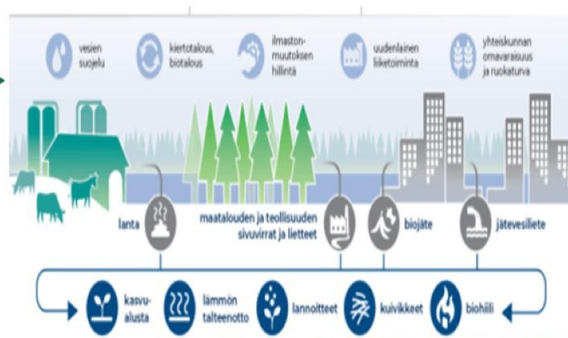 vesien
suojelu
kiertotalous,
biotalous
ilmaston-
muutoksen
hillintä
uudenlainen
liiketoiminta
yhteiskunnan
omavaraisuus
ja ruokaturva
lanta
maatalouden ja teollisuuden
sivuvirrat ja lietteet
biojäte
jätevesiliete
kasvu-
alusta
lämmön
talteenotto
lannoitteet
kuivikkeet
biohiili